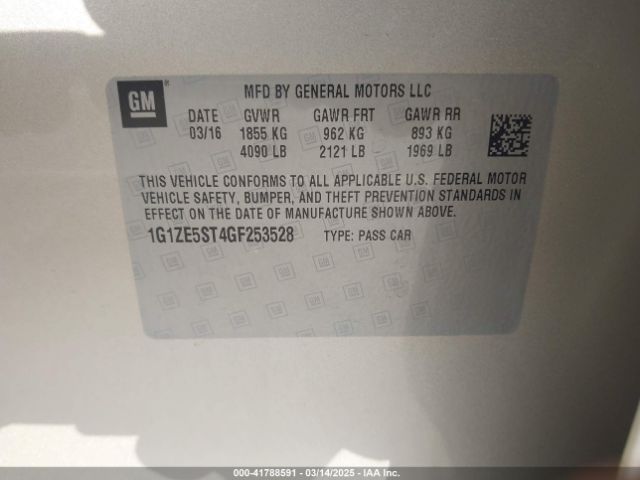 GM
MFD BY GENERAL MOTORS LLC
DATE GVWR GAWR FRT GAWR RR
03/16 1855 KG 962 KG 893 KG
4090 LB 2121 LB 1969 LB
THIS VEHICLE CONFORMS TO ALL APPLICABLE U.S. FEDERAL MOTOR
VEHICLE SAFETY, BUMPER, AND THEFT PREVENTION STANDARDS IN
EFFECT ON THE DATE OF MANUFACTURE SHOWN ABOVE.
1G1ZE5ST4GF253528 TYPE: PASS CAR
000-41788591 - 03/14/2025 - IAA Inc.